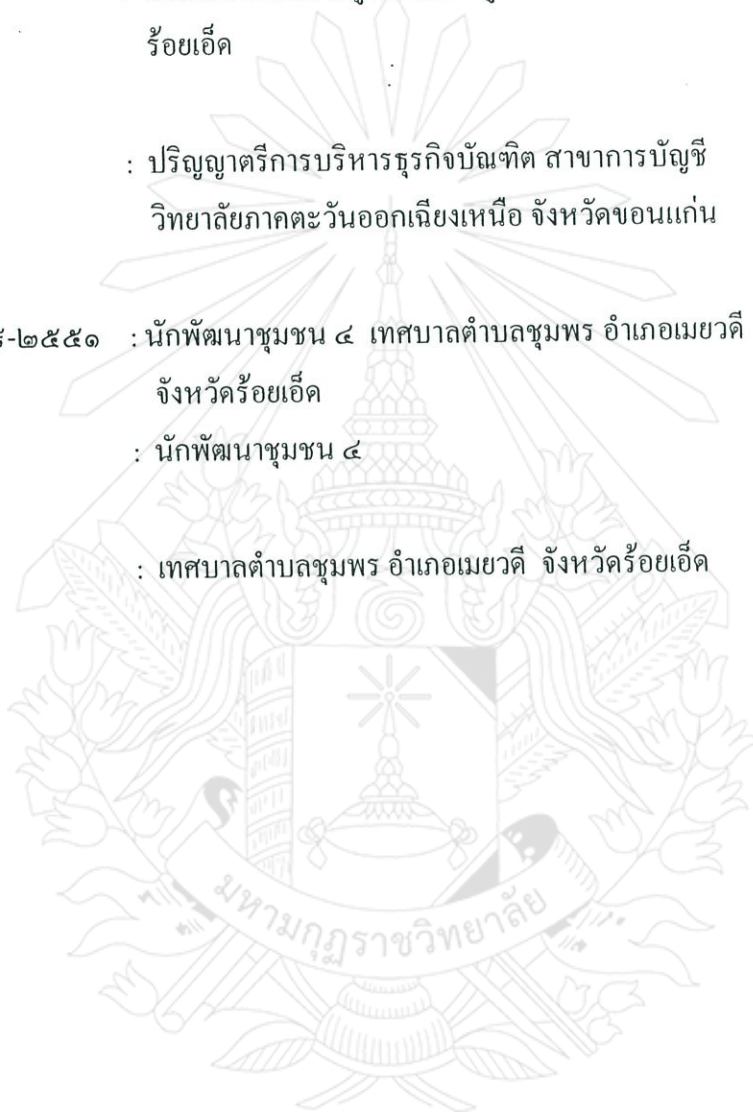 ร้อยเอ็ด
: ปริญญาตรีการบริหารธุรกิจบัณฑิต สาขาการบัญชี
วิทยาลัยภาคตะวันออกเฉียงเหนือ จังหวัดขอนแก่น
-๒๕๕๑ : นักพัฒนาชุมชน ๔ เทศบาลตำบลชุมพร อำเภอเมยวดี
จังหวัดร้อยเอ็ด
: นักพัฒนาชุมชน ๔
: เทศบาลตำบลชุมพร อำเภอเมยวดี จังหวัดร้อยเอ็ด
มหามกุฏราชวิทยาลัย